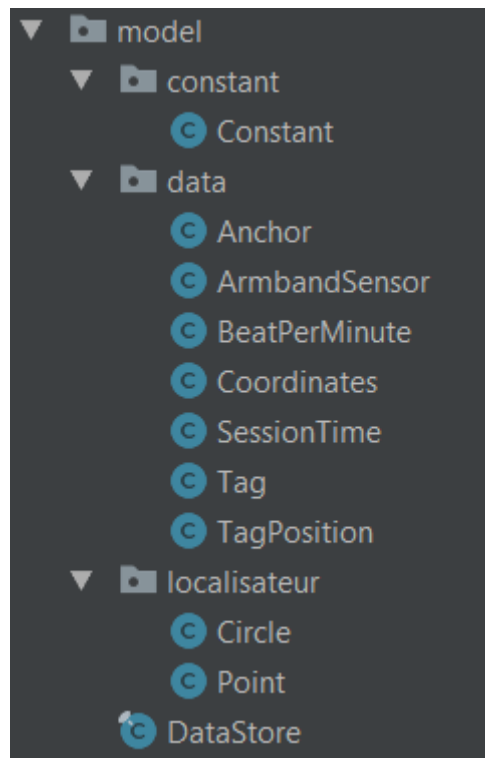 model
constant
C Constant
data
C Anchor
C ArmbandSensor
C BeatPerMinute
C Coordinates
C SessionTime
C Tag
C TagPosition
localisateur
C Circle
C Point
C DataStore